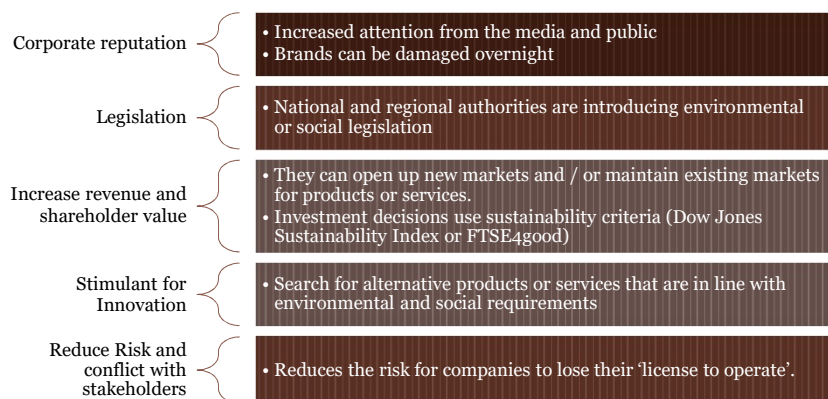 Corporate reputation
• Increased attention from the media and public
• Brands can be damaged overnight
Legislation
• National and regional authorities are introducing environmental
or social legislation
Increase revenue and
shareholder value
• They can open up new markets and / or maintain existing markets
for products or services.
• Investment decisions use sustainability criteria (Dow Jones
Sustainability Index or FTSE4good)
Stimulant for
Innovation
• Search for alternative products or services that are in line with
environmental and social requirements
Reduce Risk and
conflict with
stakeholders
• Reduces the risk for companies to lose their ‘license to operate’.